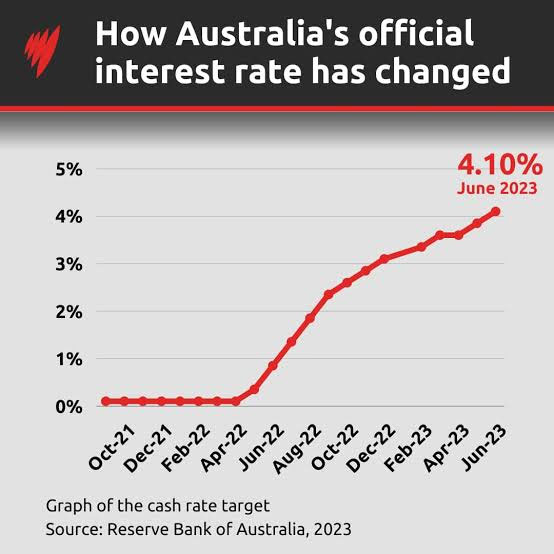 How Australia's official
interest rate has changed
4.10%
June 2023
5%
4%
3%
2%
1%
0%
Oct-21
Dec-21
Feb-22
Apr-22
Jun-22
Aug-22
Oct-22
Dec-22
Feb-23
Apr-23
Jun-23
Graph of the cash rate target
Source: Reserve Bank of Australia, 2023